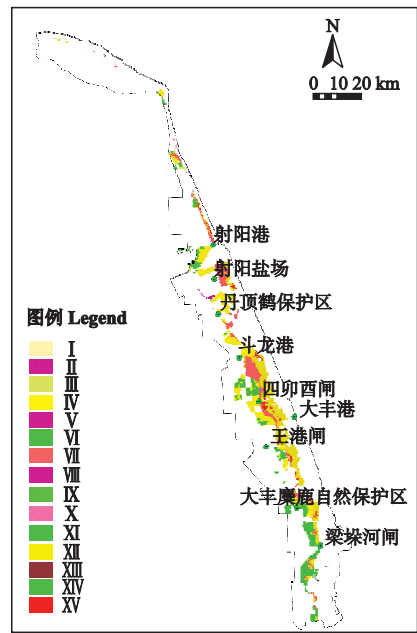 N
0 10 20 km
射阳港
射阳盐场
丹顶鹤保护区
图例 Legend
斗龙港
四卯酉闸
大丰港
王港闸
大丰麋鹿自然保护区
梁垛河闸
Ⅰ
Ⅱ
Ⅲ
Ⅳ
Ⅴ
Ⅵ
Ⅶ
Ⅷ
Ⅸ
Ⅹ
Ⅺ
Ⅻ
XIII
XIV
XV